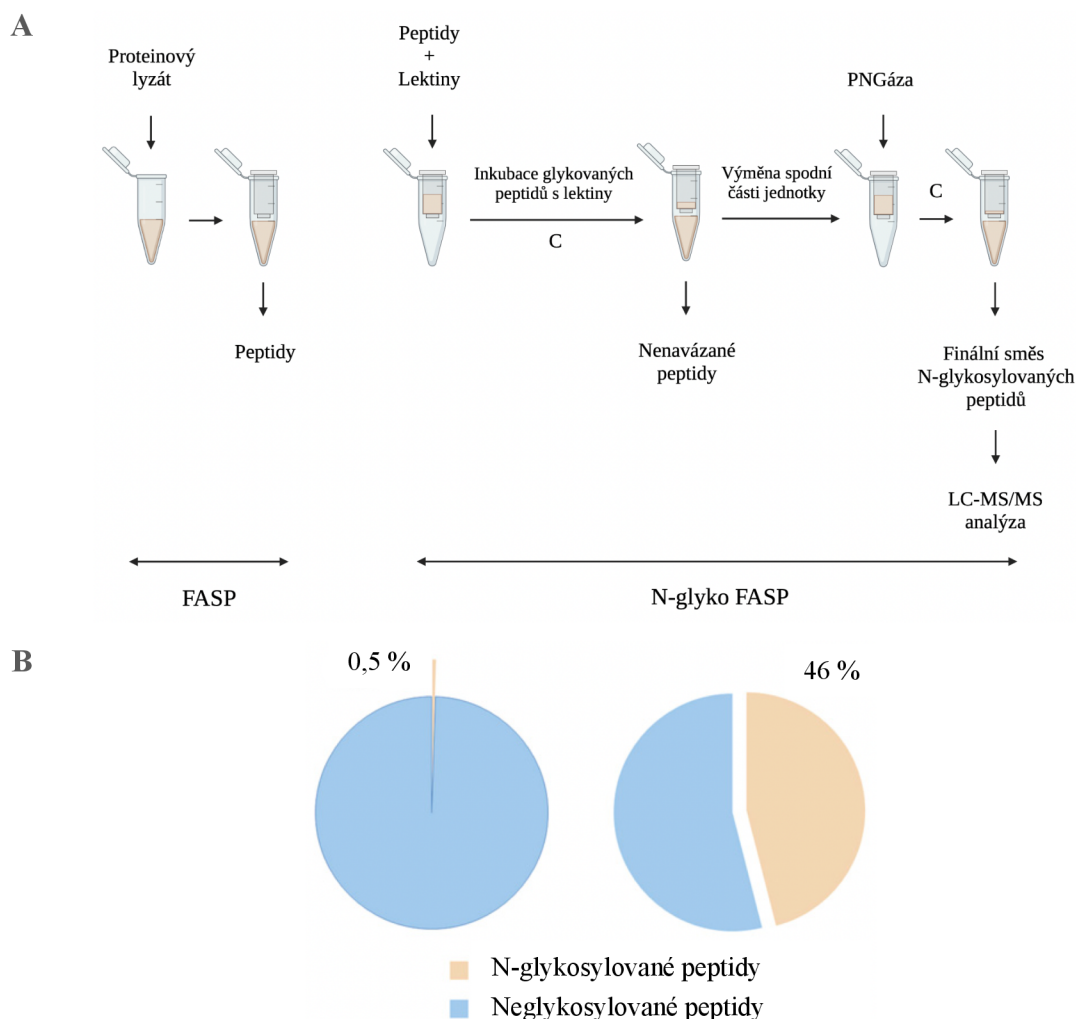 A
Proteinový
lyzát
Peptidy
+
Lektiny
PNGáza
Inkubace glykovaných
peptidů s lektiny
C
Výměna spodní
části jednotky
C
Peptidy
Nenavázané
peptidy
Finální směs
N-glykosylovaných
peptidů
LC-MS/MS
analýza
FASP
N-glyko FASP
B
0,5 %
46 %
N-glykosylované peptidy
Neglykosylované peptidy